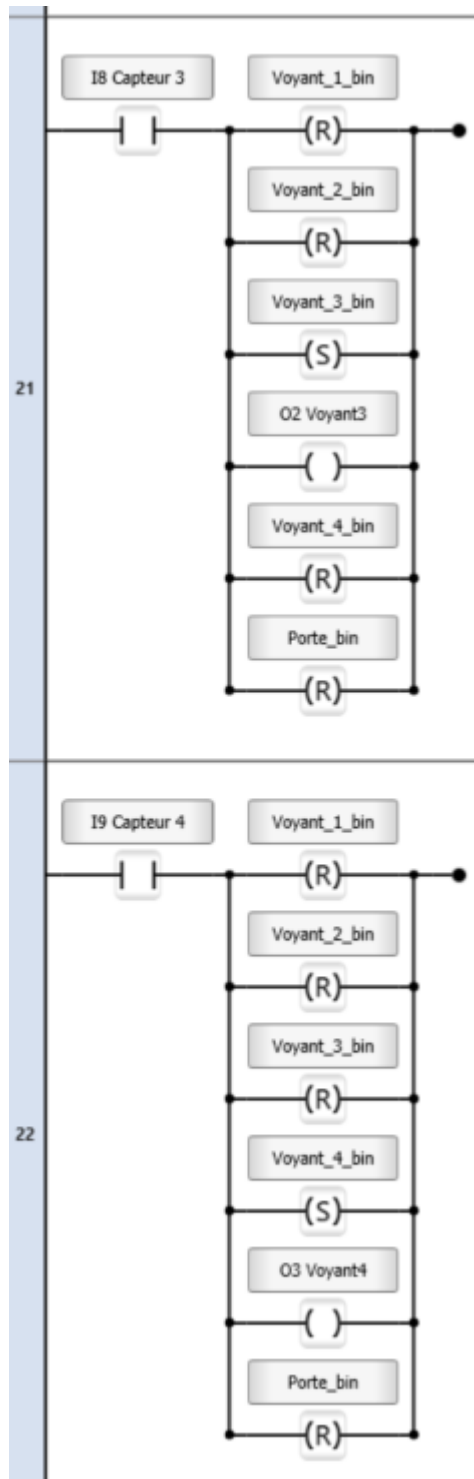 I8 Capteur 3 Voyant_1_bin
(R)
Voyant_2_bin
(R)
Voyant_3_bin
(S)
21
O2 Voyant3
( )
Voyant_4_bin
(R)
Porte_bin
(R)
I9 Capteur 4 Voyant_1_bin
(R)
Voyant_2_bin
(R)
Voyant_3_bin
(R)
22
Voyant_4_bin
(S)
O3 Voyant4
( )
Porte_bin
(R)